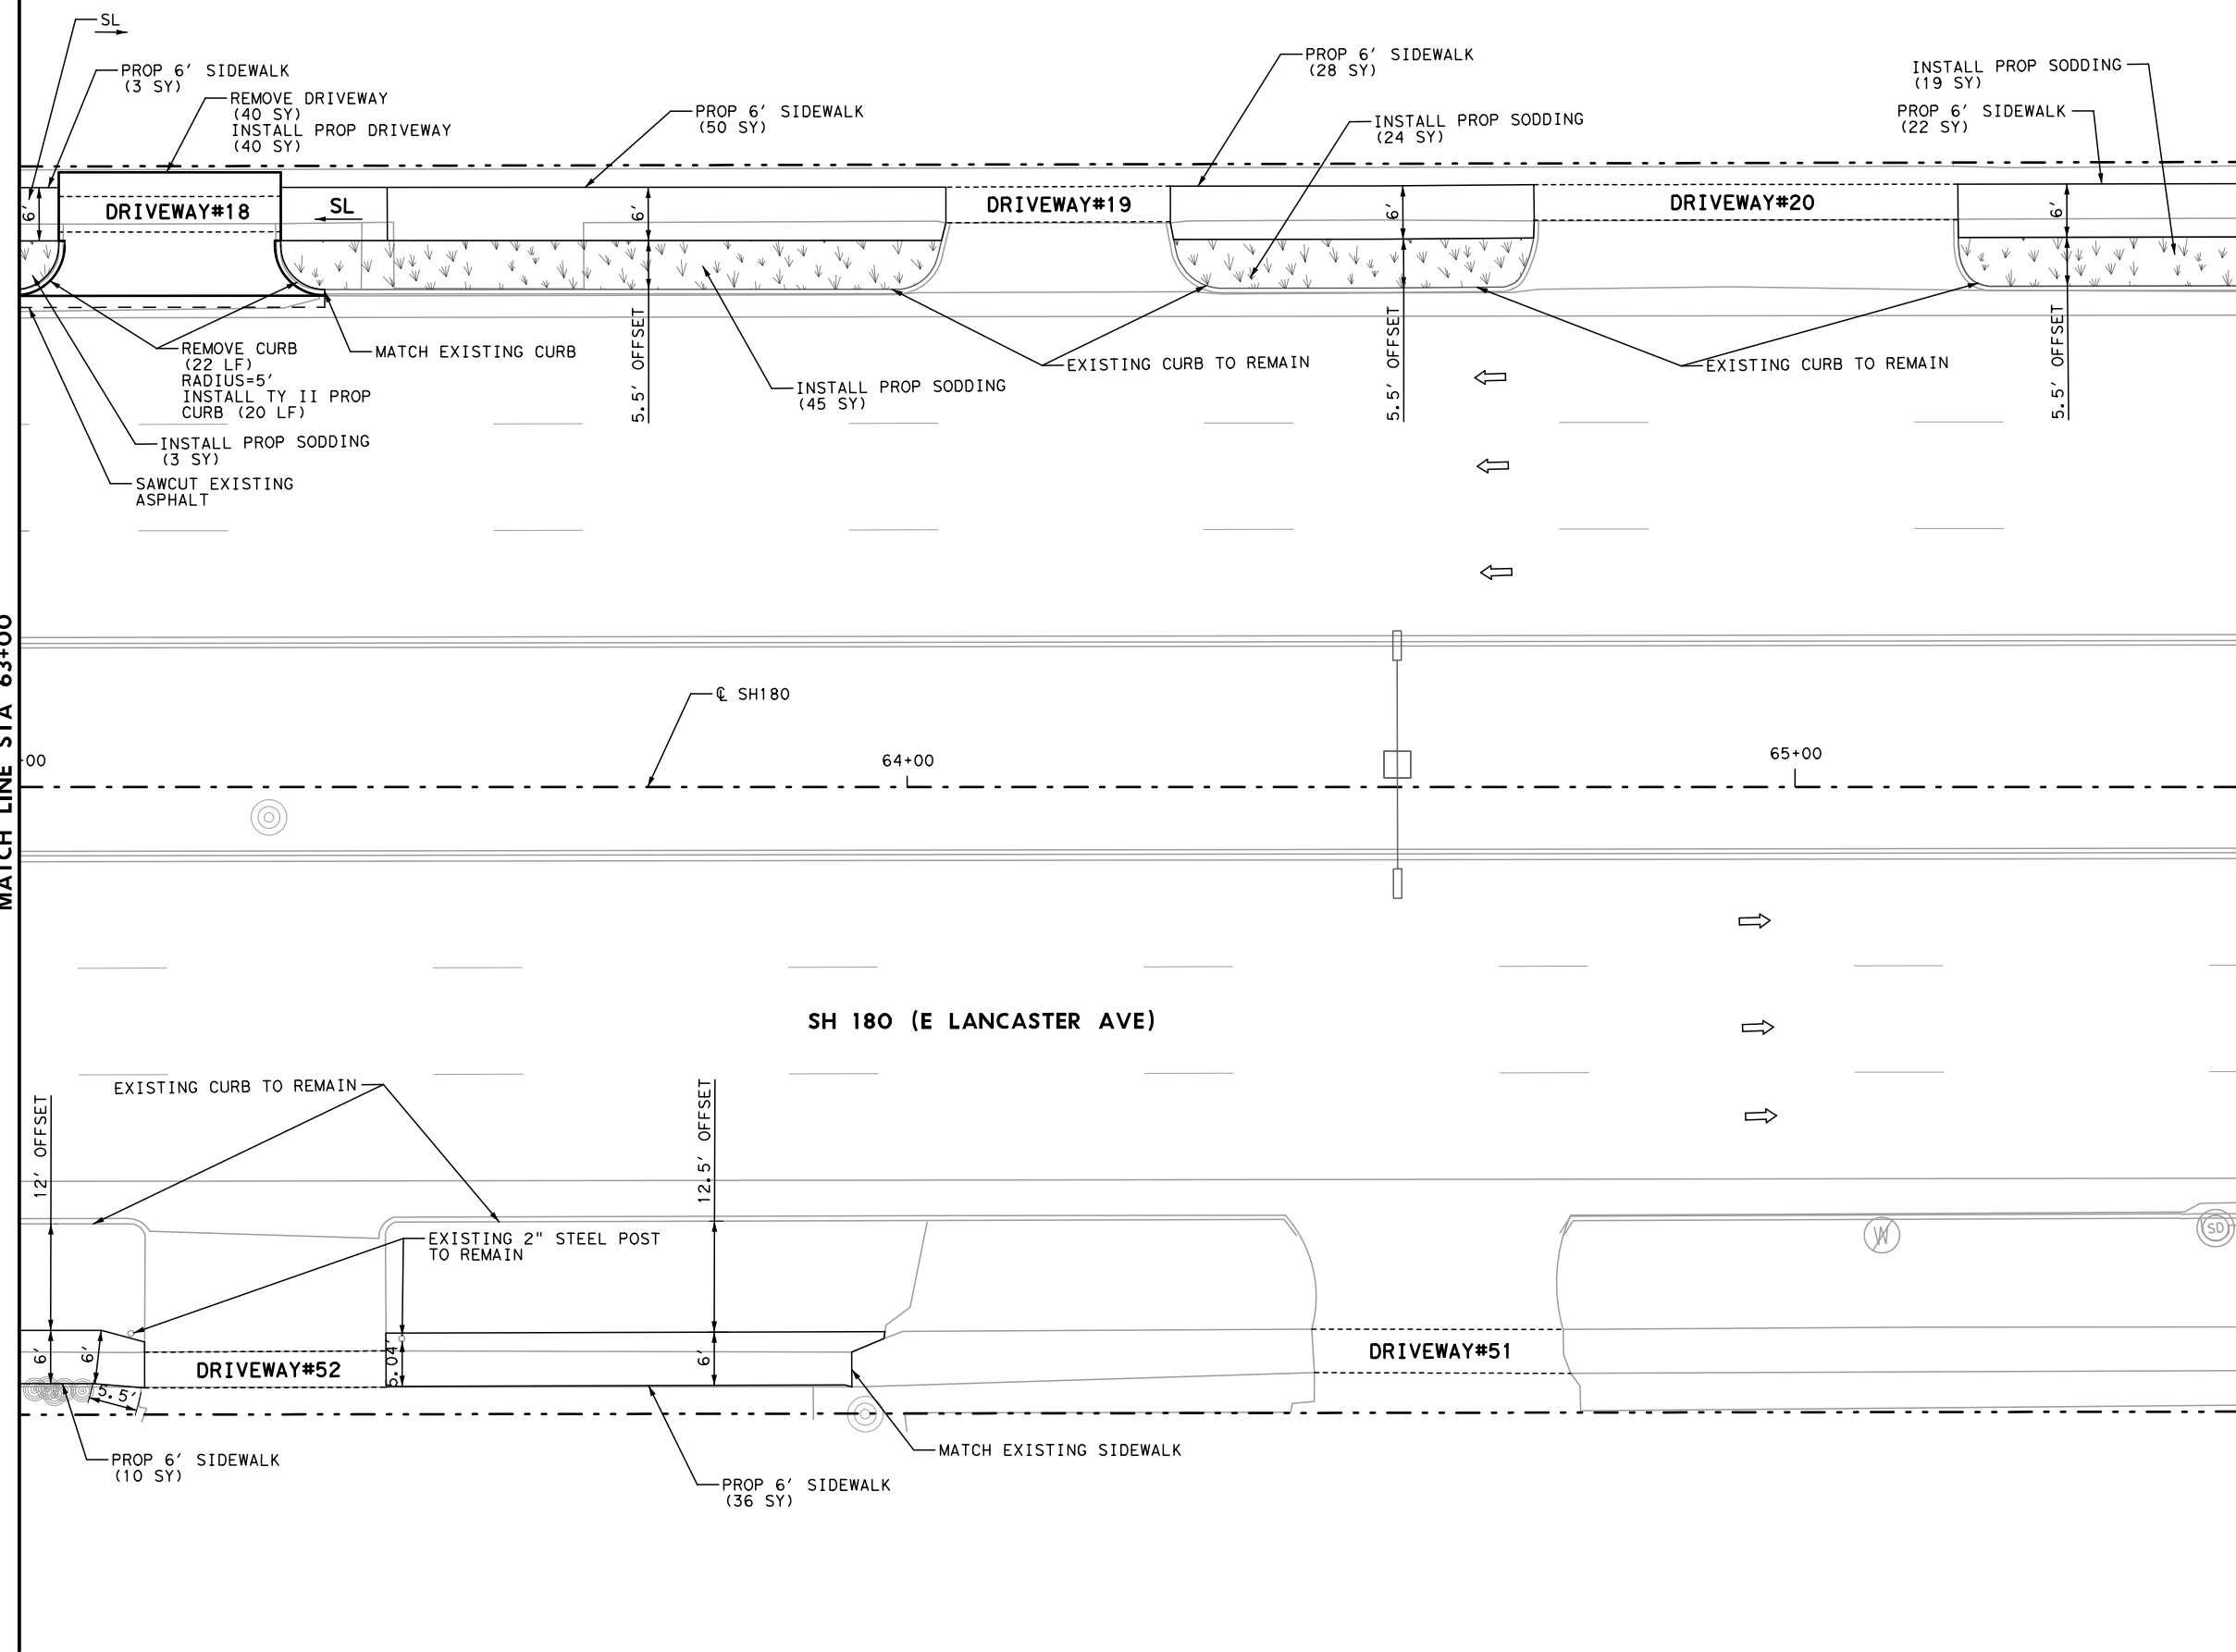 SL
PROP 6' SIDEWALK
(3 SY)
REMOVE DRIVEWAY
(40 SY)
INSTALL PROP DRIVEWAY
(40 SY)
PROP 6' SIDEWALK
(50 SY)
PROP 6' SIDEWALK
(28 SY)
INSTALL PROP SODDING
(24 SY)
INSTALL PROP SODDING
(19 SY)
PROP 6' SIDEWALK
(22 SY)
6'
DRIVEWAY#18
SL
6'
DRIVEWAY#19
6'
DRIVEWAY#20
6'
REMOVE CURB
(22 LF)
RADIUS=5'
INSTALL TY II PROP
CURB (20 LF)
MATCH EXISTING CURB
5.5' OFFSET
INSTALL PROP SODDING
(45 SY)
EXISTING CURB TO REMAIN
5.5' OFFSET
EXISTING CURB TO REMAIN
5.5' OFFSET
INSTALL PROP SODDING
(3 SY)
SAWCUT EXISTING
ASPHALT
MATCH LINE STA 63+00
℄ SH180
+00
64+00
65+00
SH 180 (E LANCASTER AVE)
EXISTING CURB TO REMAIN
12' OFFSET
12.5' OFFSET
EXISTING 2" STEEL POST
TO REMAIN
W
SD
6'
6'
5.5'
DRIVEWAY#52
5.04'
6'
DRIVEWAY#51
PROP 6' SIDEWALK
(10 SY)
MATCH EXISTING SIDEWALK
PROP 6' SIDEWALK
(36 SY)